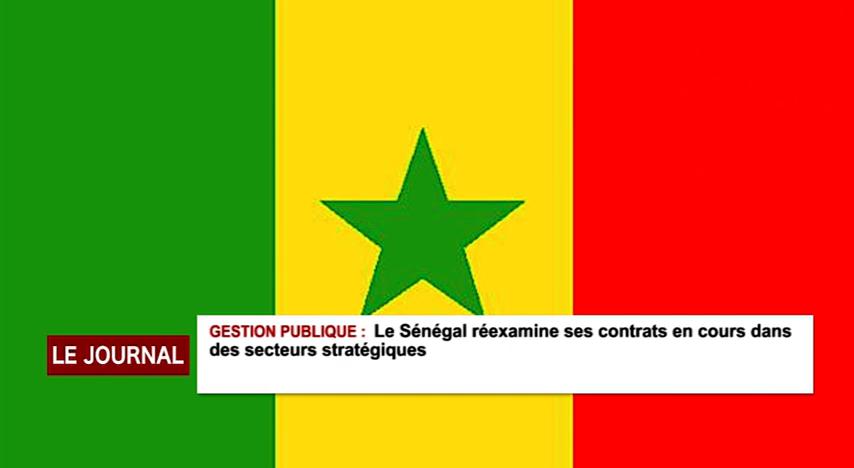 LE JOURNAL
GESTION PUBLIQUE : Le Sénégal réexamine ses contrats en cours dans
des secteurs stratégiques